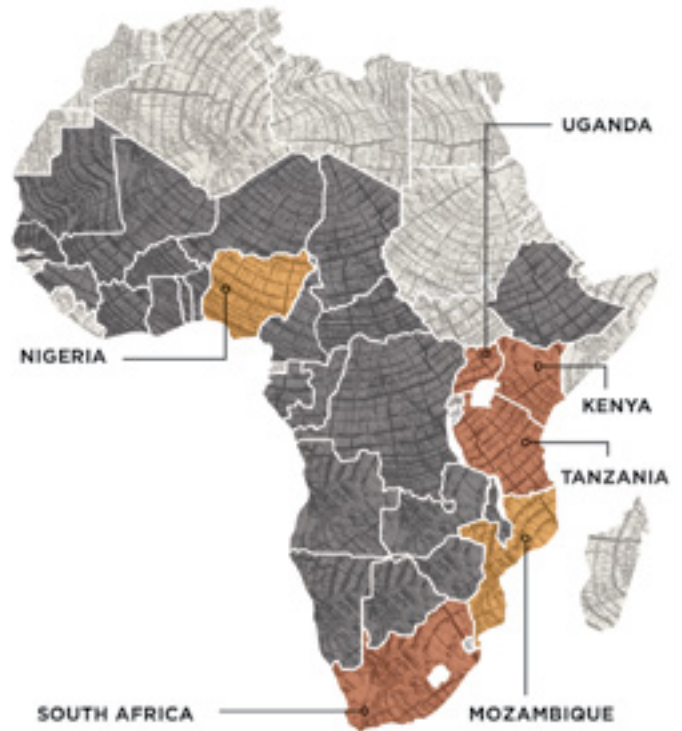 UGANDA
NIGERIA
KENYA
TANZANIA
SOUTH AFRICA
MOZAMBIQUE